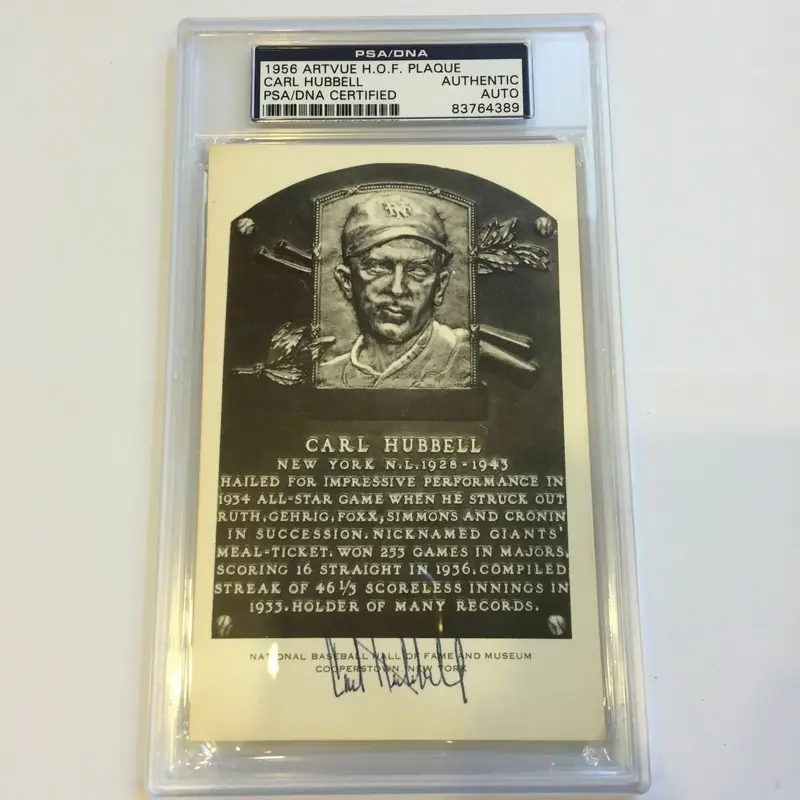 PSA/DNA
1956 ARTVUE H.O.F. PLAQUE
CARL HUBBELL AUTHENTIC
PSA/DNA CERTIFIED AUTO
83764389
NY
CARL HUBBELL
NEW YORK N.L. 1928-1943
HAILED FOR IMPRESSIVE PERFORMANCE IN
1934 ALL-STAR GAME WHEN HE STRUCK OUT
RUTH, GEHRIG, FOXX, SIMMONS AND CRONIN
IN SUCCESSION. NICKNAMED GIANTS'
MEAL-TICKET. WON 253 GAMES IN MAJORS,
SCORING 16 STRAIGHT IN 1936. COMPILED
STREAK OF 46 1/3 SCORELESS INNINGS IN
1933. HOLDER OF MANY RECORDS.
NATIONAL BASEBALL HALL OF FAME AND MUSEUM
COOPERSTOWN, NEW YORK
Carl Hubbell